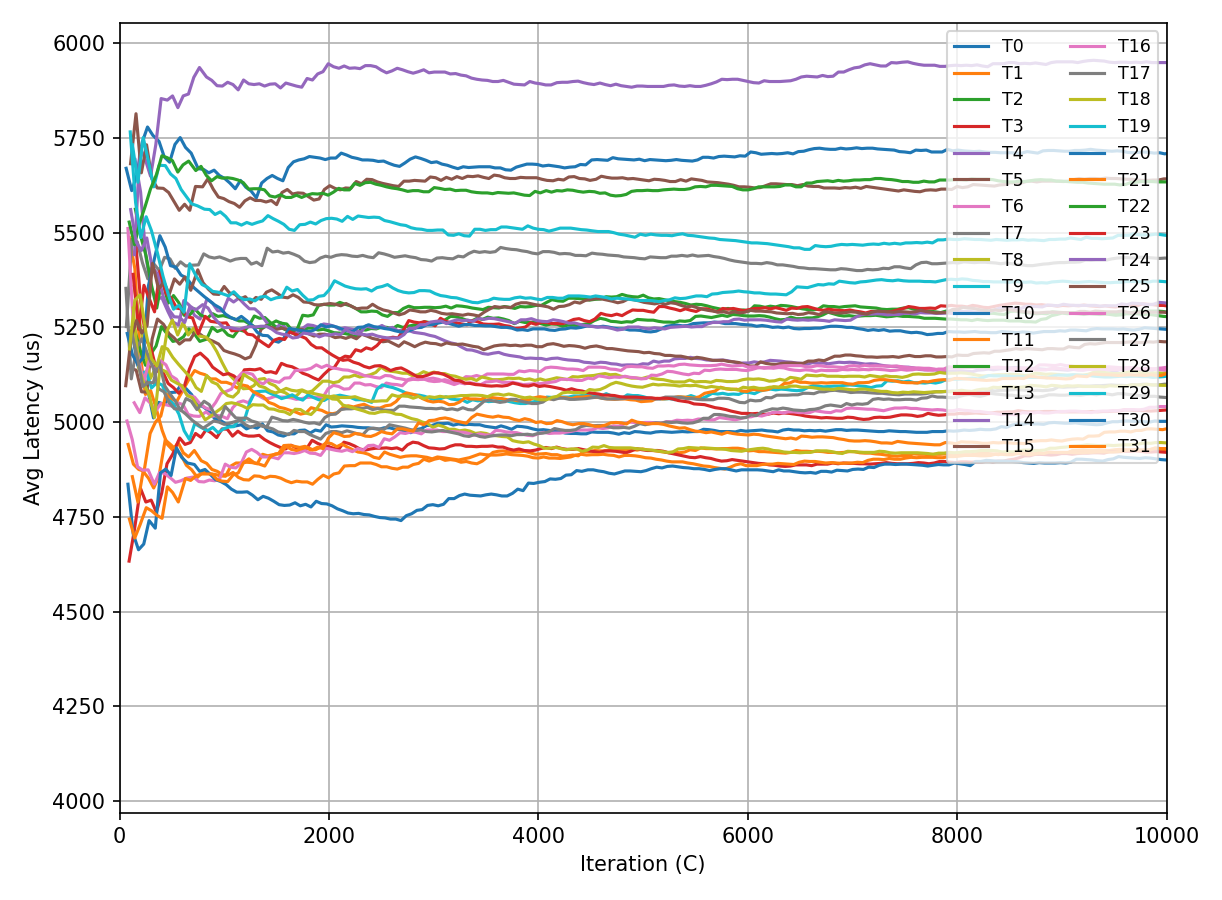 6000
5750
5500
5250
5000
4750
4500
4250
4000
Avg Latency (us)
0 2000 4000 6000 8000 10000
Iteration (C)
T0 T16
T1 T17
T2 T18
T3 T19
T4 T20
T5 T21
T6 T22
T7 T23
T8 T24
T9 T25
T10 T26
T11 T27
T12 T28
T13 T29
T14 T30
T15 T31